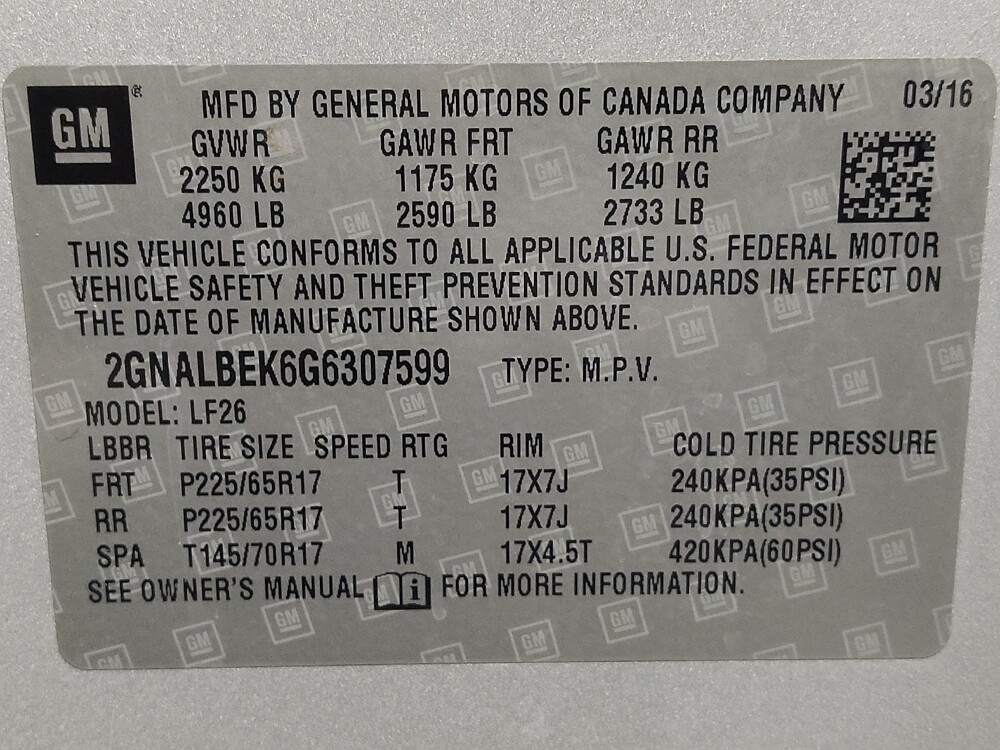 GM
MFD BY GENERAL MOTORS OF CANADA COMPANY 03/16
GVWR GAWR FRT GAWR RR
2250 KG 1175 KG 1240 KG
4960 LB 2590 LB 2733 LB
THIS VEHICLE CONFORMS TO ALL APPLICABLE U.S. FEDERAL MOTOR
VEHICLE SAFETY AND THEFT PREVENTION STANDARDS IN EFFECT ON
THE DATE OF MANUFACTURE SHOWN ABOVE.
2GNALBEK6G6307599 TYPE: M.P.V.
MODEL: LF26
LBBR TIRE SIZE SPEED RTG RIM COLD TIRE PRESSURE
FRT P225/65R17 T 17X7J 240KPA(35PSI)
RR P225/65R17 T 17X7J 240KPA(35PSI)
SPA T145/70R17 M 17X4.5T 420KPA(60PSI)
SEE OWNER'S MANUAL i FOR MORE INFORMATION.